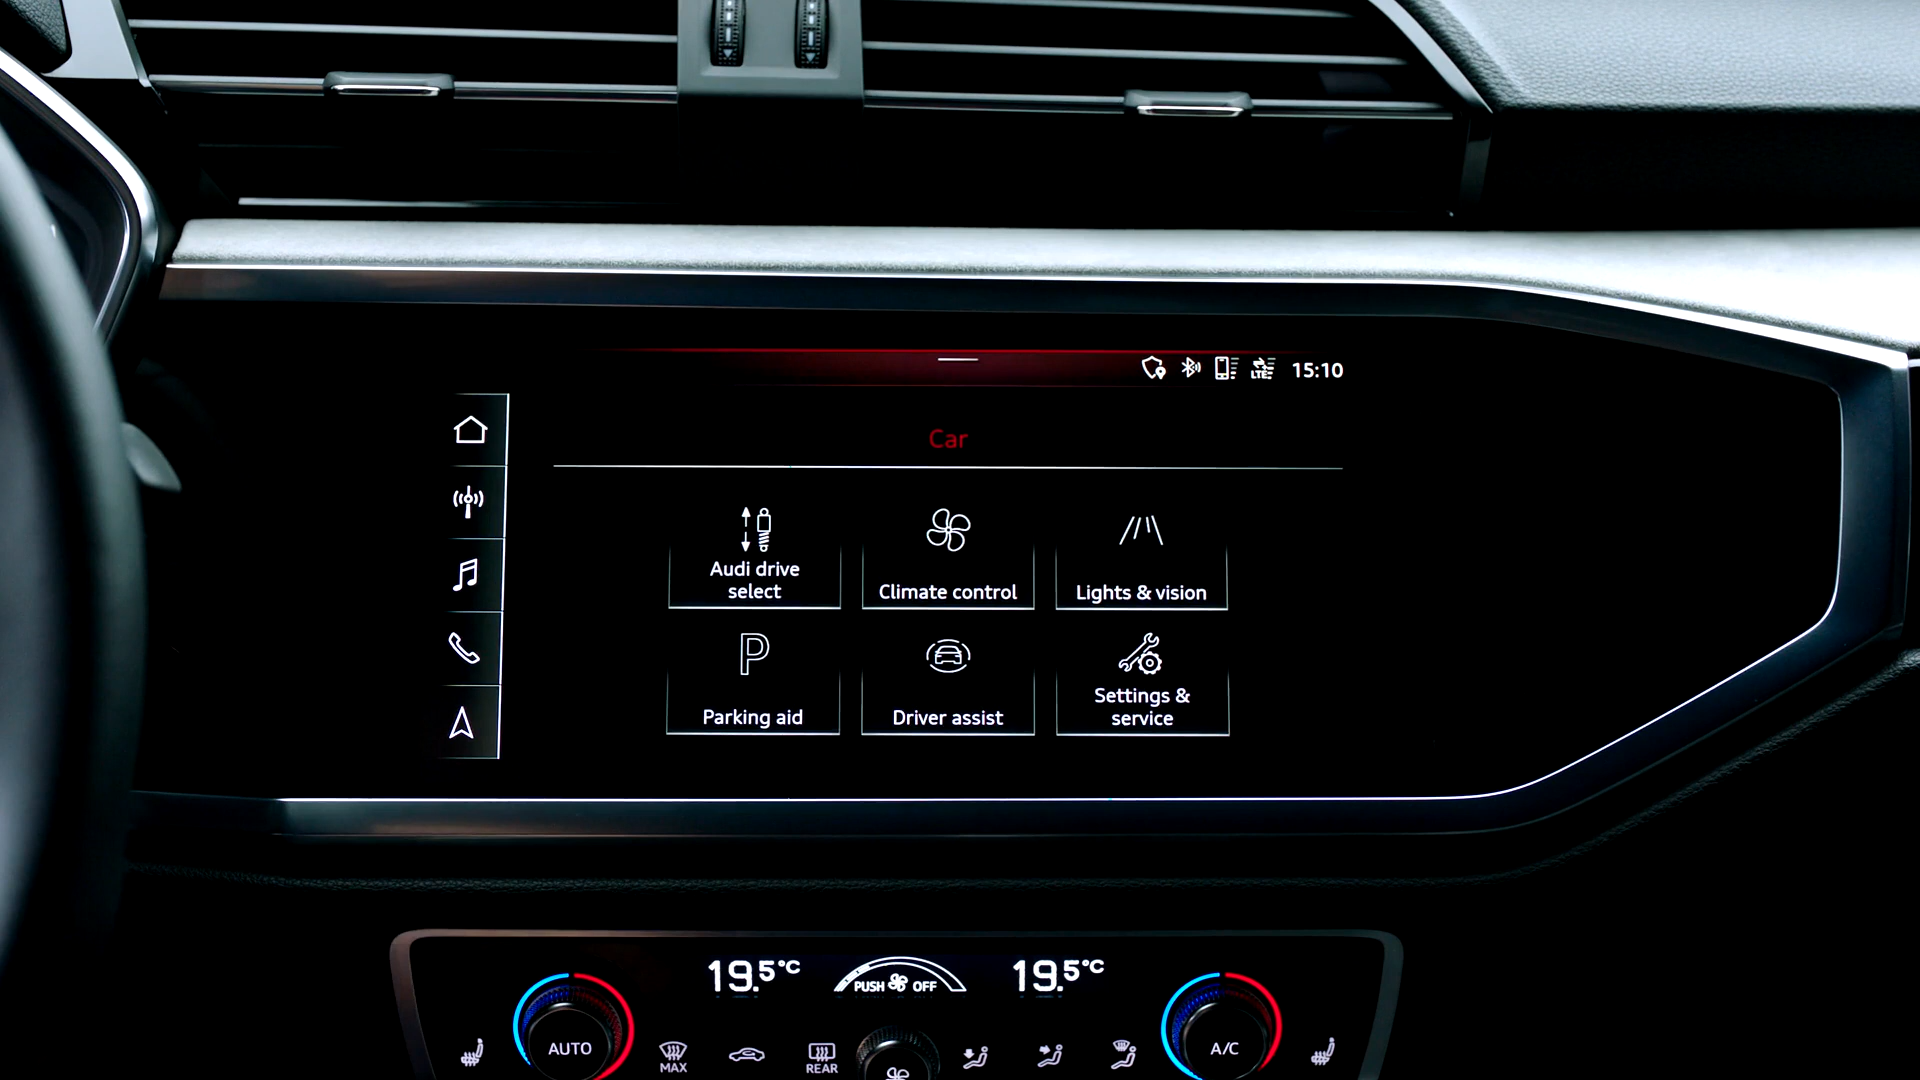 LTE 15:10
Car
Audi drive
select
Climate control
Lights & vision
P
Parking aid
Driver assist
Settings &
service
19.5°C
PUSH OFF
19.5°C
AUTO
MAX
REAR
A/C